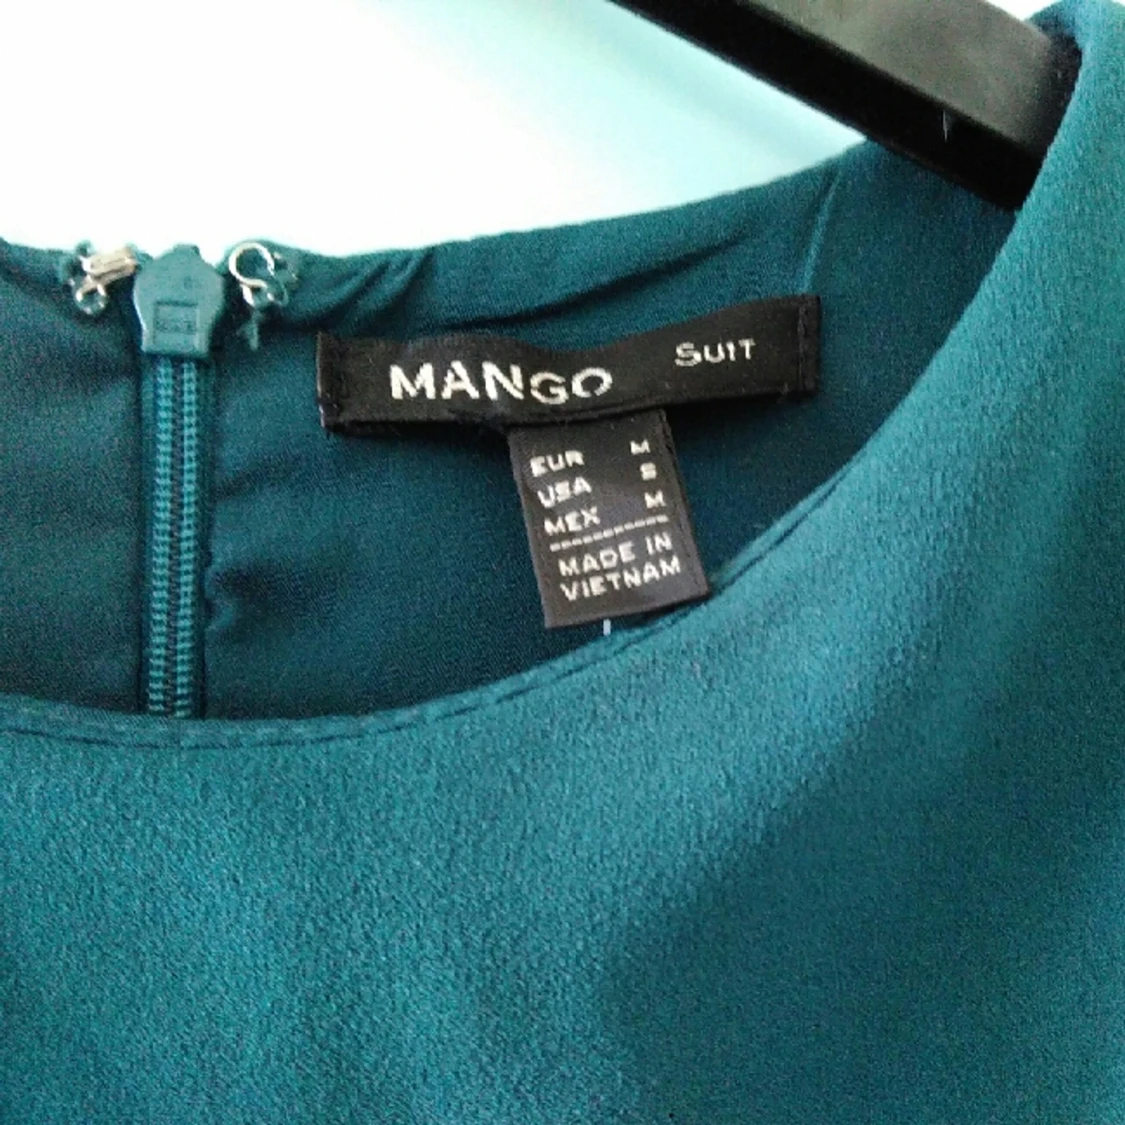 MANGO SUIT
EUR M
USA S
MEX M
MADE IN
VIETNAM